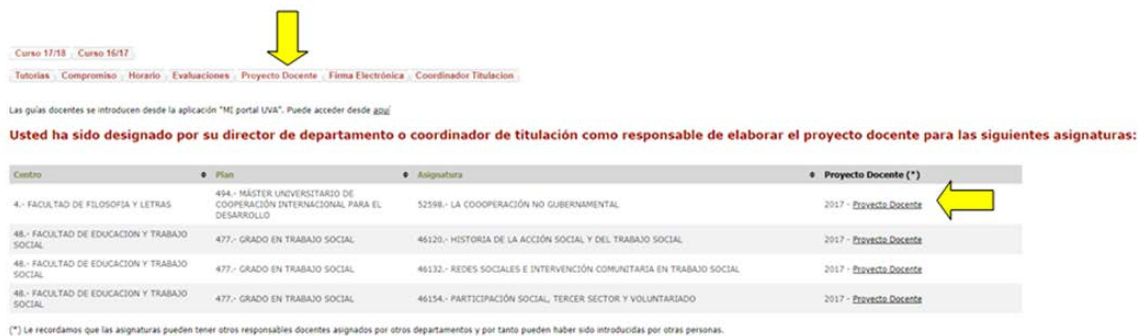 Curso 17/18 Curso 16/17
Tutorias Compromiso Horario Evaluaciones Proyecto Docente Firma Electrónica Coordinador Titulacion
Las guías docentes se introducen desde la aplicación "MI portal UVA". Puede acceder desde aquí
Usted ha sido designado por su director de departamento o coordinador de titulación como responsable de elaborar el proyecto docente para las siguientes asignaturas:
Centro Plan Asignatura Proyecto Docente (*)
4.- FACULTAD DE FILOSOFIA Y LETRAS
494.- MÁSTER UNIVERSITARIO DE
COOPERACIÓN INTERNACIONAL PARA EL
DESARROLLO
52598.- LA COOOPERACIÓN NO GUBERNAMENTAL
2017 - Proyecto Docente
48.- FACULTAD DE EDUCACION Y TRABAJO
SOCIAL
477.- GRADO EN TRABAJO SOCIAL
46120.- HISTORIA DE LA ACCIÓN SOCIAL Y DEL TRABAJO SOCIAL
2017 - Proyecto Docente
48.- FACULTAD DE EDUCACION Y TRABAJO
SOCIAL
477.- GRADO EN TRABAJO SOCIAL
46132.- REDES SOCIALES E INTERVENCIÓN COMUNITARIA EN TRABAJO SOCIAL
2017 - Proyecto Docente
48.- FACULTAD DE EDUCACION Y TRABAJO
SOCIAL
477.- GRADO EN TRABAJO SOCIAL
46154.- PARTICIPACIÓN SOCIAL, TERCER SECTOR Y VOLUNTARIADO
2017 - Proyecto Docente
(*) Le recordamos que las asignaturas pueden tener otros responsables docentes asignados por otros departamentos y por tanto pueden haber sido introducidas por otras personas.